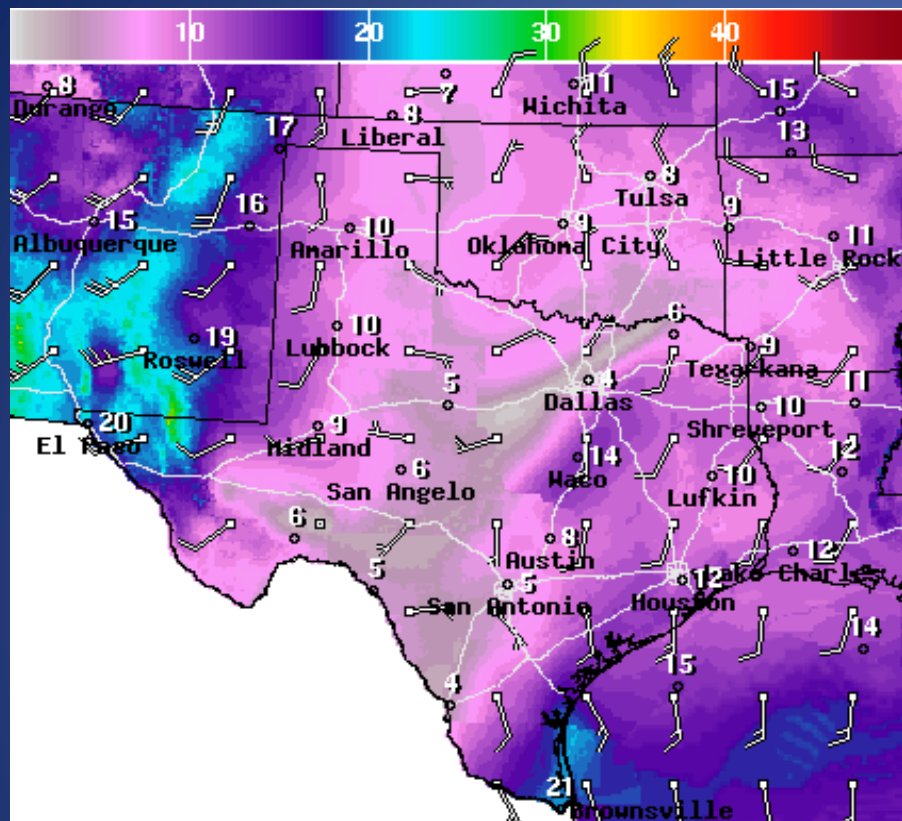 10 20 30 40
8
Durango
7
11
Wichita
15
8
Liberal
17
13
8
Tulsa
15
16
10
9
9
11
Albuquerque
Amarillo
Oklahoma City
Little Rock
19
10
6
Roswell
Lubbock
9
Texarkana
5
4
Dallas
11
10
20
9
Shreveport
El Paso
Midland
14
12
6
Waco
10
San Angelo
Lufkin
6
8
12
Austin
Lake Charles
5
5
12
San Antonio
Houston
14
15
4
21
Brownsville